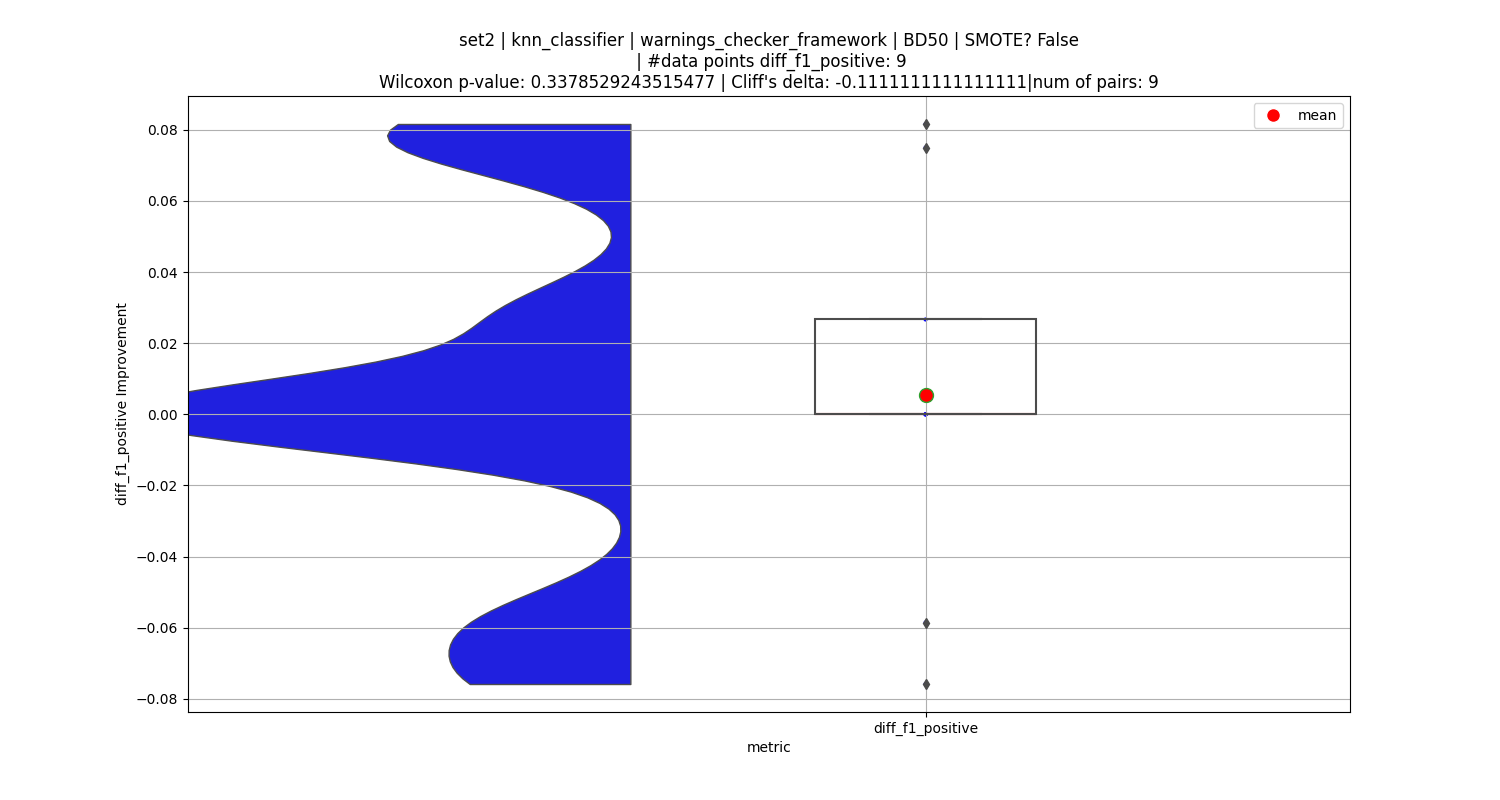 set2 | knn_classifier | warnings_checker_framework | BD50 | SMOTE? False
| #data points diff_f1_positive: 9
Wilcoxon p-value: 0.3378529243515477 | Cliff's delta: -0.1111111111111111|num of pairs: 9
mean
0.08
0.06
0.04
0.02
0.00
−0.02
−0.04
−0.06
−0.08
diff_f1_positive Improvement
diff_f1_positive
metric